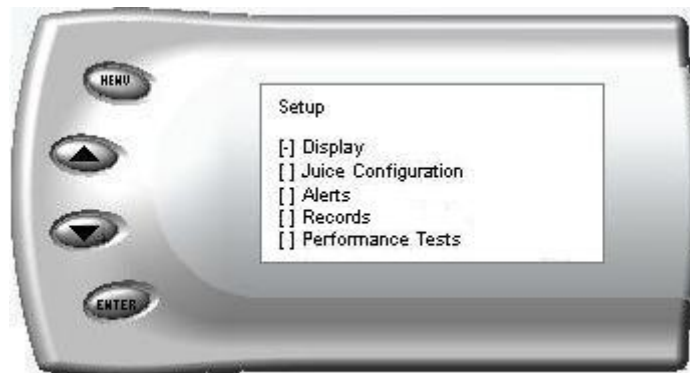 MENU
Setup
[-] Display
[ ] Juice Configuration
[ ] Alerts
[ ] Records
[ ] Performance Tests
ENTER